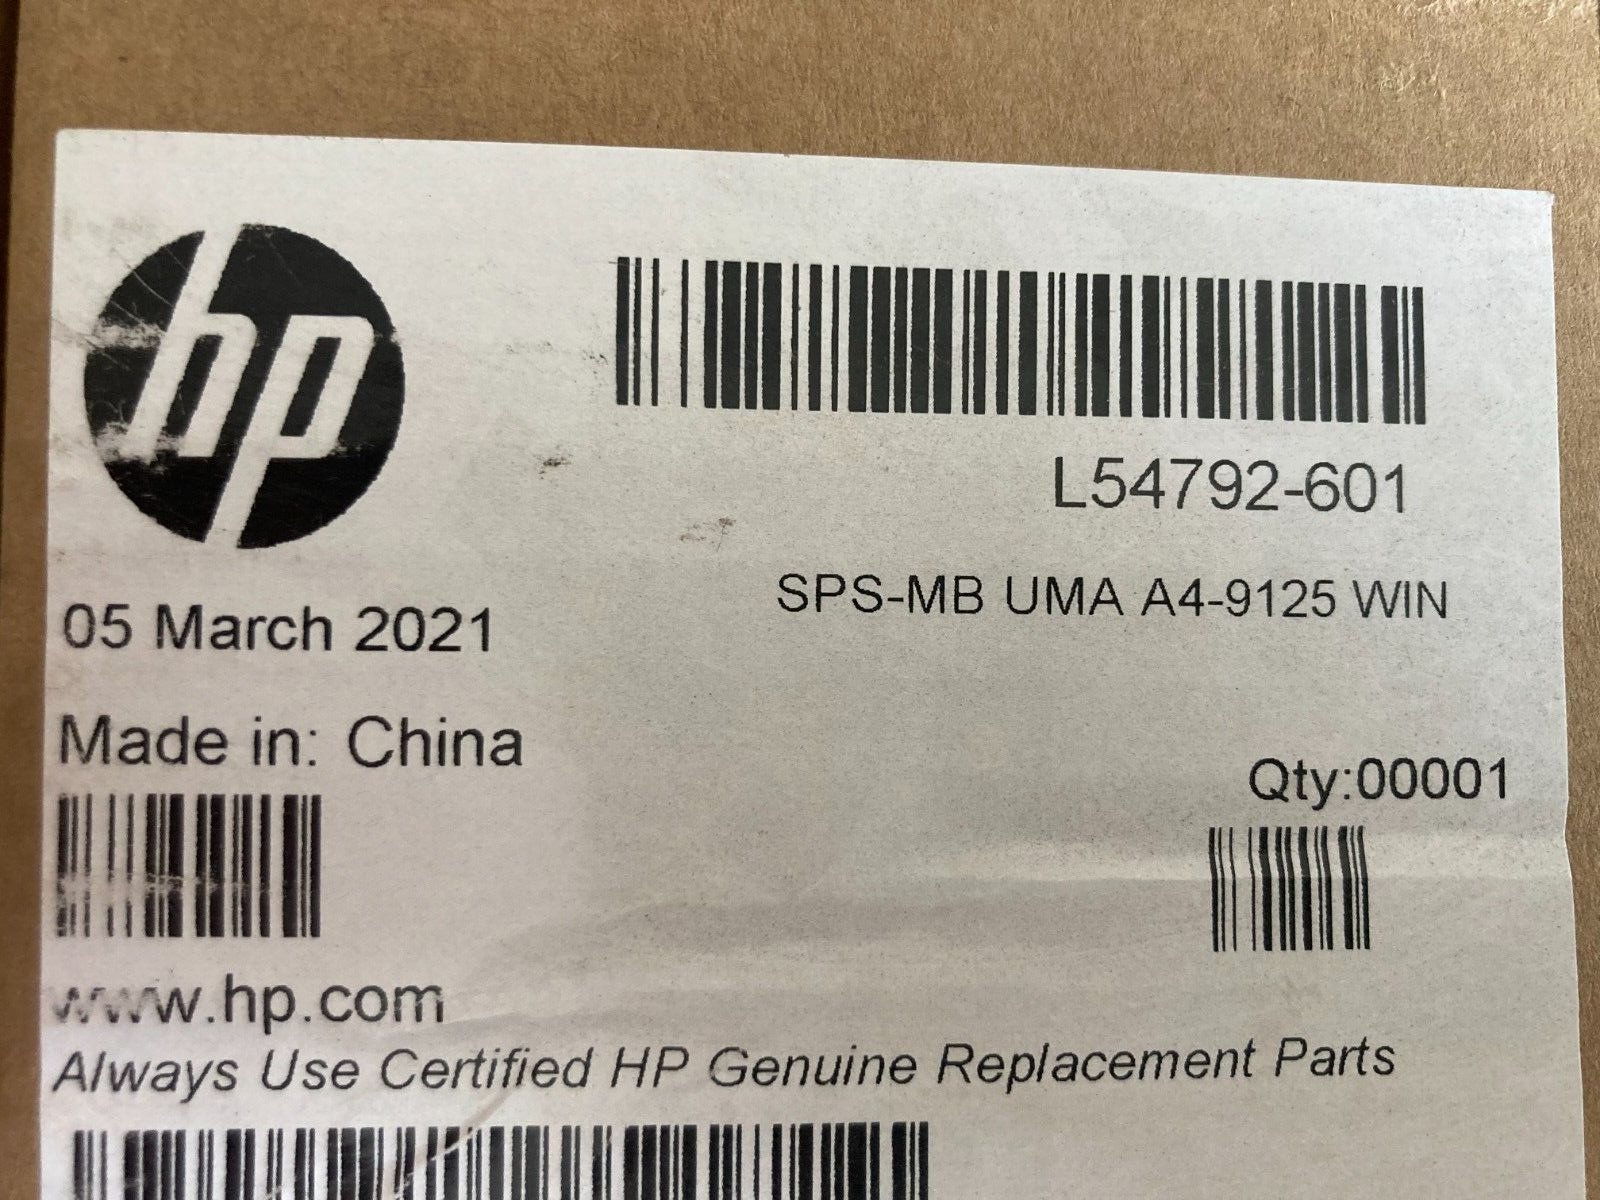 hp
L54792-601
SPS-MB UMA A4-9125 WIN
05 March 2021
Made in: China
Qty:00001
www.hp.com
Always Use Certified HP Genuine Replacement Parts